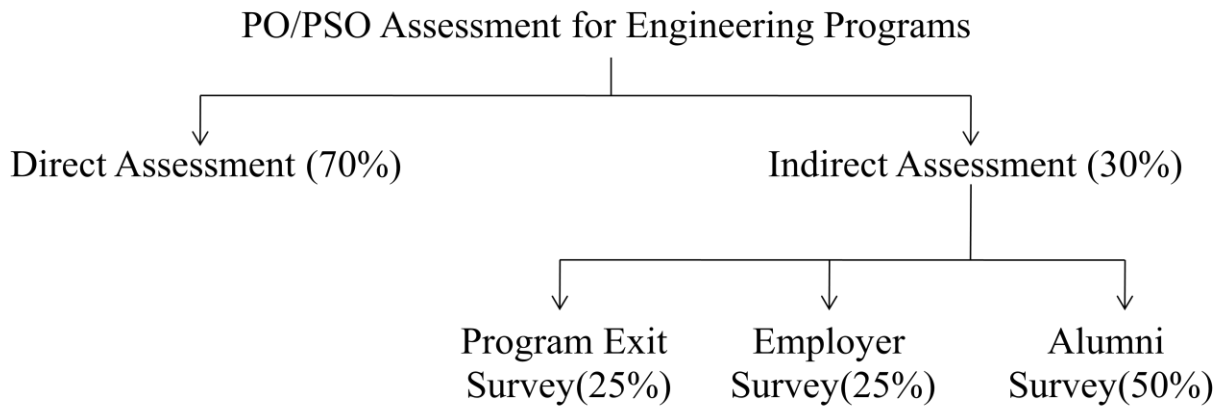 PO/PSO Assessment for Engineering Programs
Direct Assessment (70%)
Indirect Assessment (30%)
Program Exit
Survey(25%)
Employer
Survey(25%)
Alumni
Survey(50%)